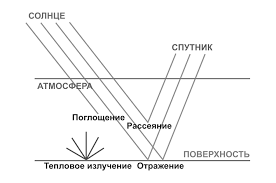 СОЛНЦЕ
СПУТНИК
АТМОСФЕРА
Поглощение
Рассеяние
ПОВЕРХНОСТЬ
Тепловое излучение Отражение